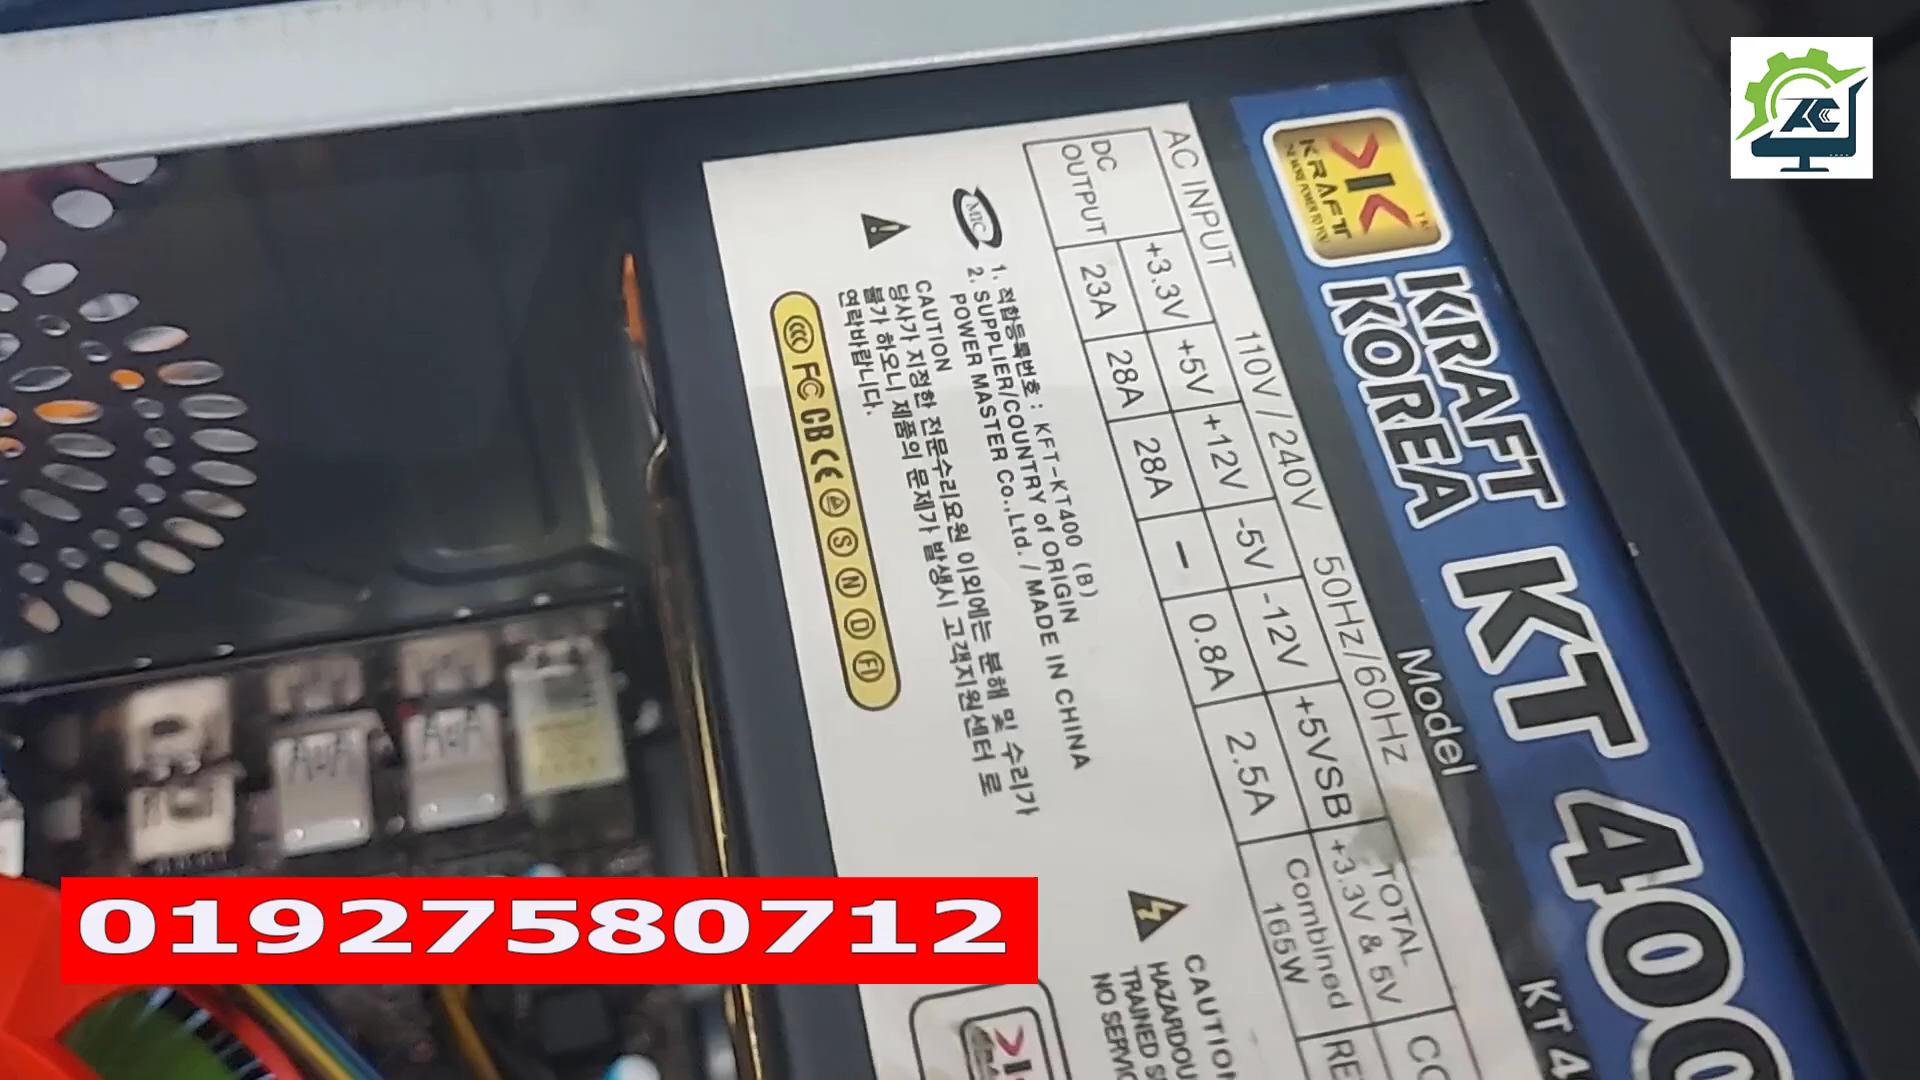 KRAFT
KRAFT
KOREA
KT 400
Model
KT 4
AC INPUT 110V / 240V 50Hz/60Hz
DC OUTPUT +3.3V +5V +12V -5V -12V +5VSB TOTAL
+3.3V & 5V
23A 28A 28A – 0.8A 2.5A Combined
165W
MIC
1. 적합등록번호 : KFT-KT400 (B)
2. SUPPLIER/COUNTRY of ORIGIN
POWER MASTER Co.,Ltd. / MADE IN CHINA
CAUTION
당사가 지정한 전문수리요원 이외에는 분해 및 수리가
불가 하오니 제품의 문제가 발생시 고객지원센터 로
연락바랍니다.
CCC FC CB CE S N D FI
CAUTION
HAZARDOU
TRAINED S
NO SERVIC
01927580712